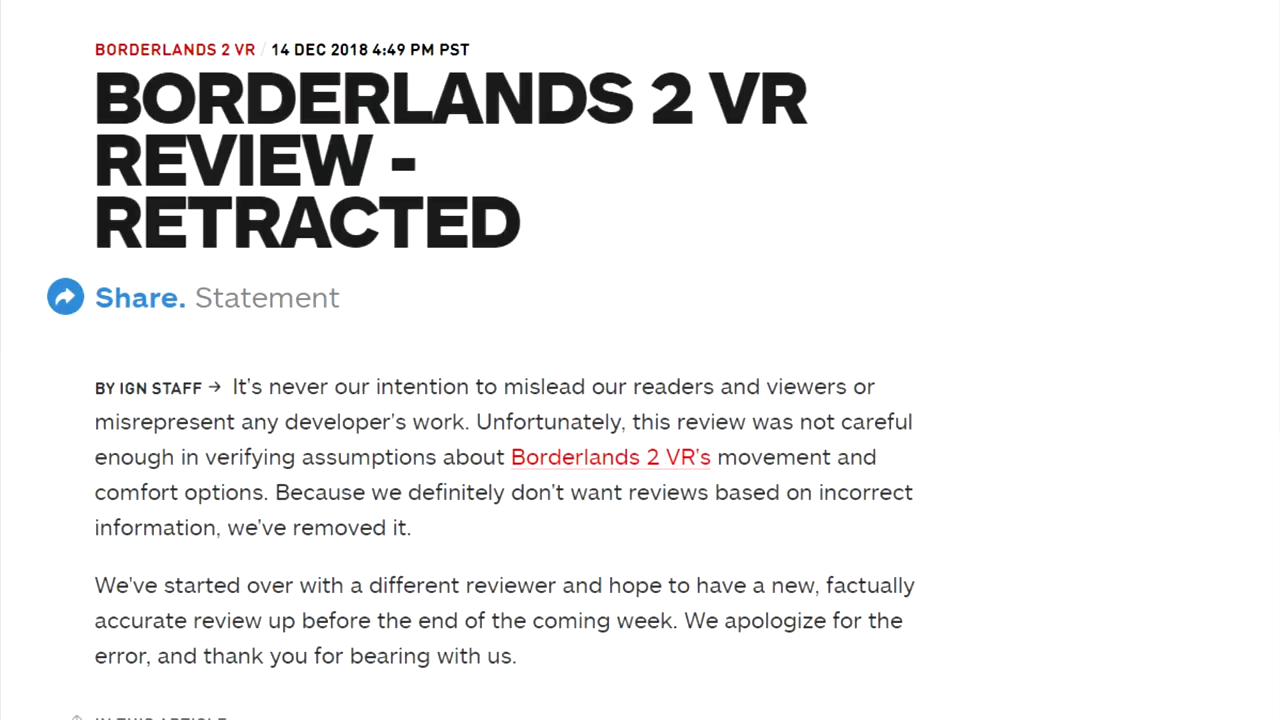 BORDERLANDS 2 VR / 14 DEC 2018 4:49 PM PST
BORDERLANDS 2 VR
REVIEW -
RETRACTED
Share. Statement
BY IGN STAFF → It's never our intention to mislead our readers and viewers or
misrepresent any developer's work. Unfortunately, this review was not careful
enough in verifying assumptions about Borderlands 2 VR's movement and
comfort options. Because we definitely don't want reviews based on incorrect
information, we've removed it.
We've started over with a different reviewer and hope to have a new, factually
accurate review up before the end of the coming week. We apologize for the
error, and thank you for bearing with us.
IN THIS ARTICLE